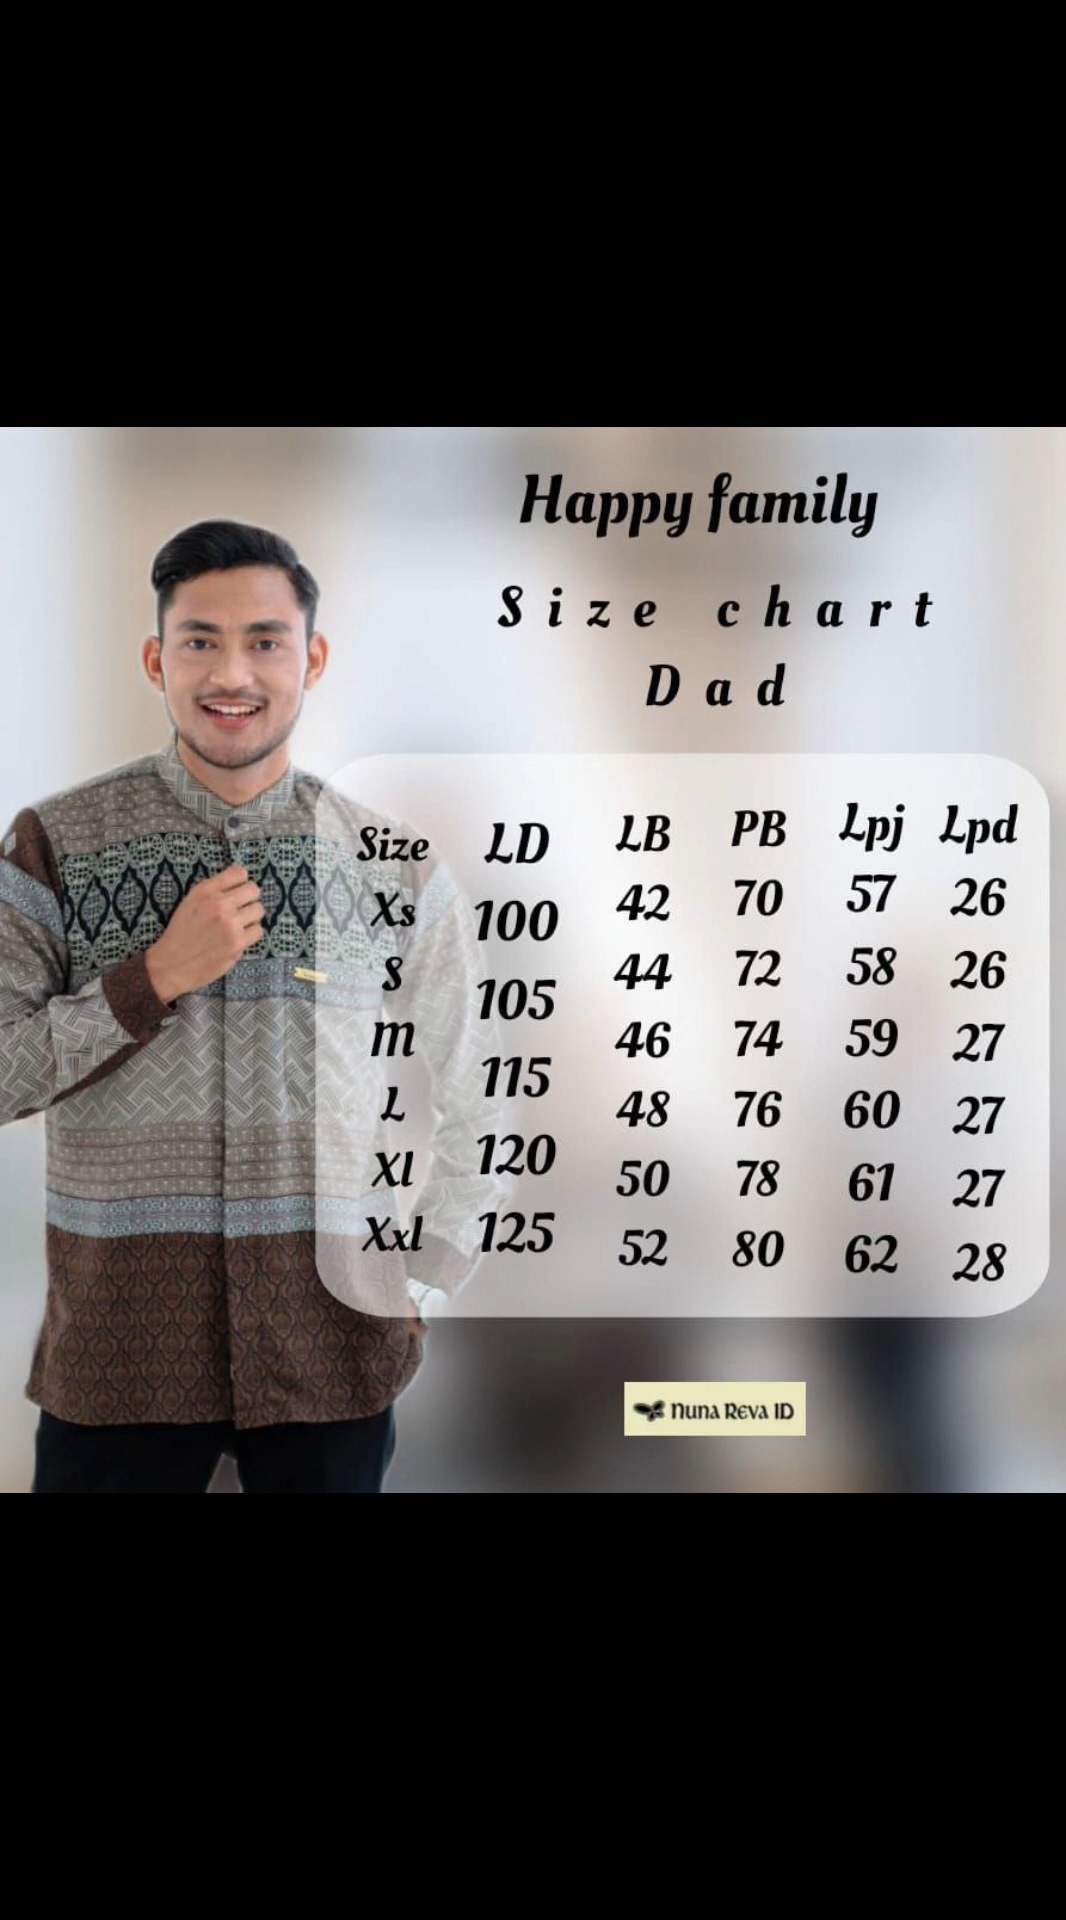 Happy family
Size chart
Dad
Size LD LB PB Lpj Lpd
Xs 100 42 70 57 26
S 105 44 72 58 26
m 115 46 74 59 27
L 120 48 76 60 27
Xl 125 50 78 61 27
Xxl 52 80 62 28
Nuna Reva ID